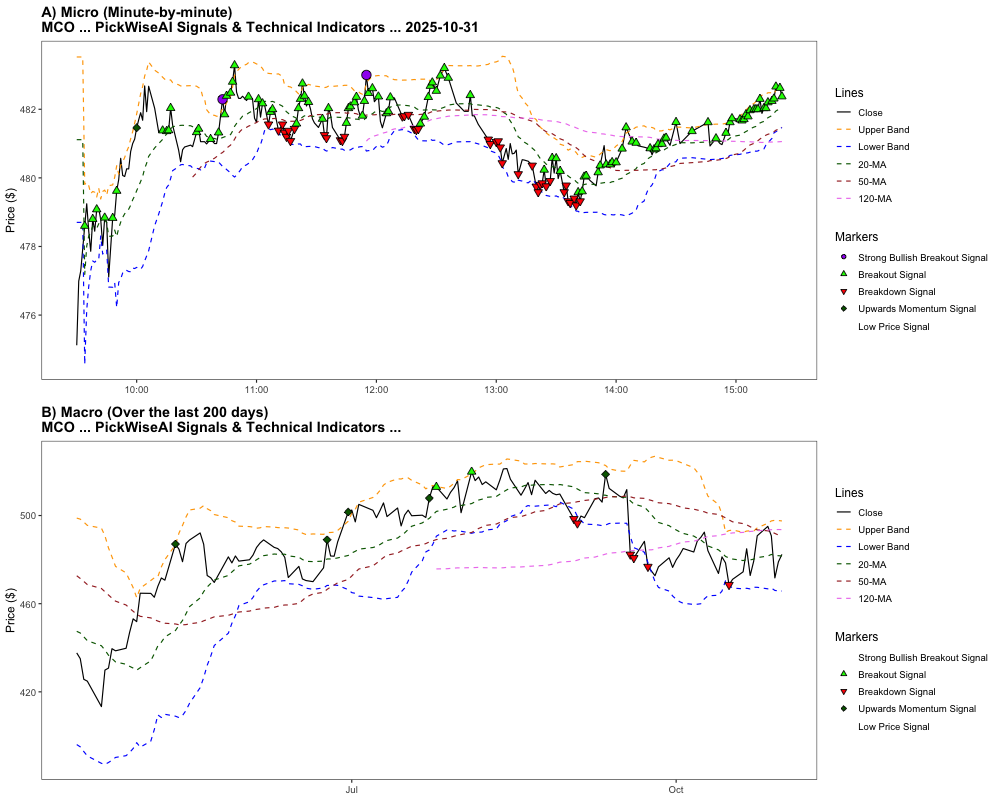 A) Micro (Minute-by-minute)
MCO ... PickWiseAI Signals & Technical Indicators ... 2025-10-31
Price ($)
482
480
478
476
10:00
11:00
12:00
13:00
14:00
15:00
Lines
Close
Upper Band
Lower Band
20-MA
50-MA
120-MA
Markers
Strong Bullish Breakout Signal
Breakout Signal
Breakdown Signal
Upwards Momentum Signal
Low Price Signal
B) Macro (Over the last 200 days)
MCO ... PickWiseAI Signals & Technical Indicators ...
Price ($)
500
460
420
Jul
Oct
Lines
Close
Upper Band
Lower Band
20-MA
50-MA
120-MA
Markers
Strong Bullish Breakout Signal
Breakout Signal
Breakdown Signal
Upwards Momentum Signal
Low Price Signal